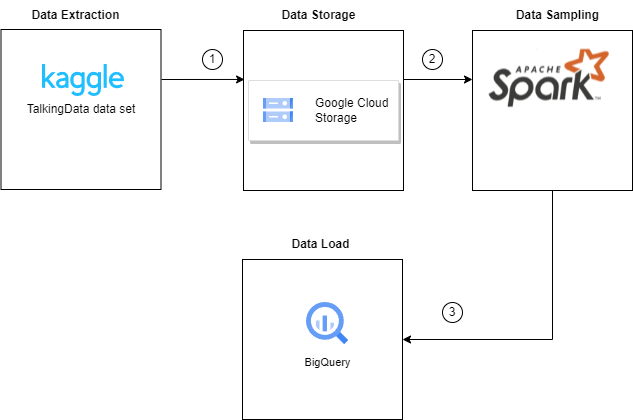 Data Extraction
Data Storage
Data Sampling
kaggle
TalkingData data set
1
Google Cloud
Storage
2
APACHE
Spark™
Data Load
3
BigQuery